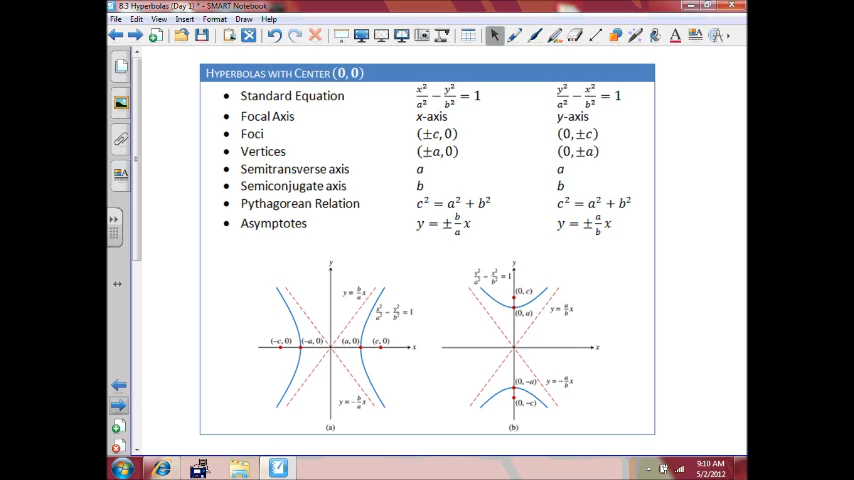 8.3 Hyperbolas (Day 1) * - SMART Notebook
File Edit View Insert Format Draw Help
HYPERBOLAS WITH CENTER (0, 0)
• Standard Equation x²/a² − y²/b² = 1 y²/a² − x²/b² = 1
• Focal Axis x-axis y-axis
• Foci (±c, 0) (0, ±c)
• Vertices (±a, 0) (0, ±a)
• Semitransverse axis a a
• Semiconjugate axis b b
• Pythagorean Relation c² = a² + b² c² = a² + b²
• Asymptotes y = ± b/a x y = ± a/b x
y
y = b/a x
x²/a² − y²/b² = 1
(−c, 0) (−a, 0) (a, 0) (c, 0)
x
y = − b/a x
(a)
y
y²/a² − x²/b² = 1
(0, c)
(0, a)
y = a/b x
x
(0, −a)
y = − a/b x
(0, −c)
(b)
9:10 AM
5/2/2012